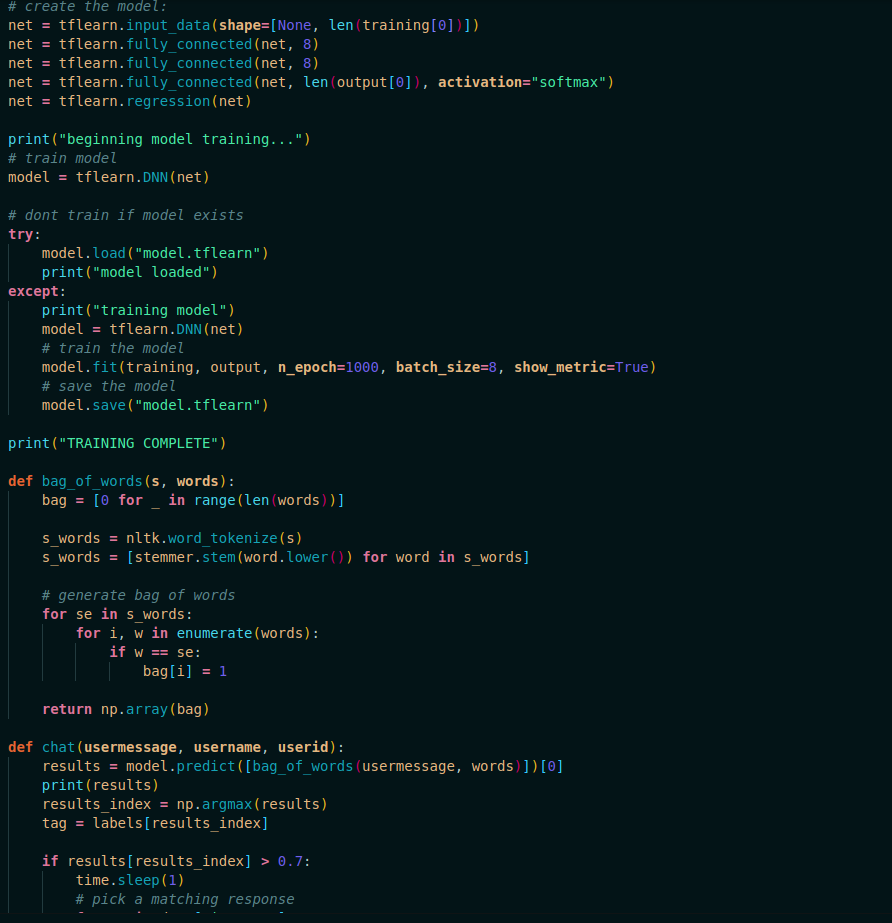 # create the model:
net = tflearn.input_data(shape=[None, len(training[0])])
net = tflearn.fully_connected(net, 8)
net = tflearn.fully_connected(net, 8)
net = tflearn.fully_connected(net, len(output[0]), activation="softmax")
net = tflearn.regression(net)

print("beginning model training...")
# train model
model = tflearn.DNN(net)

# dont train if model exists
try:
    model.load("model.tflearn")
    print("model loaded")
except:
    print("training model")
    model = tflearn.DNN(net)
    # train the model
    model.fit(training, output, n_epoch=1000, batch_size=8, show_metric=True)
    # save the model
    model.save("model.tflearn")

print("TRAINING COMPLETE")

def bag_of_words(s, words):
    bag = [0 for _ in range(len(words))]

    s_words = nltk.word_tokenize(s)
    s_words = [stemmer.stem(word.lower()) for word in s_words]

    # generate bag of words
    for se in s_words:
        for i, w in enumerate(words):
            if w == se:
                bag[i] = 1

    return np.array(bag)

def chat(usermessage, username, userid):
    results = model.predict([bag_of_words(usermessage, words)])[0]
    print(results)
    results_index = np.argmax(results)
    tag = labels[results_index]

    if results[results_index] > 0.7:
        time.sleep(1)
        # pick a matching response